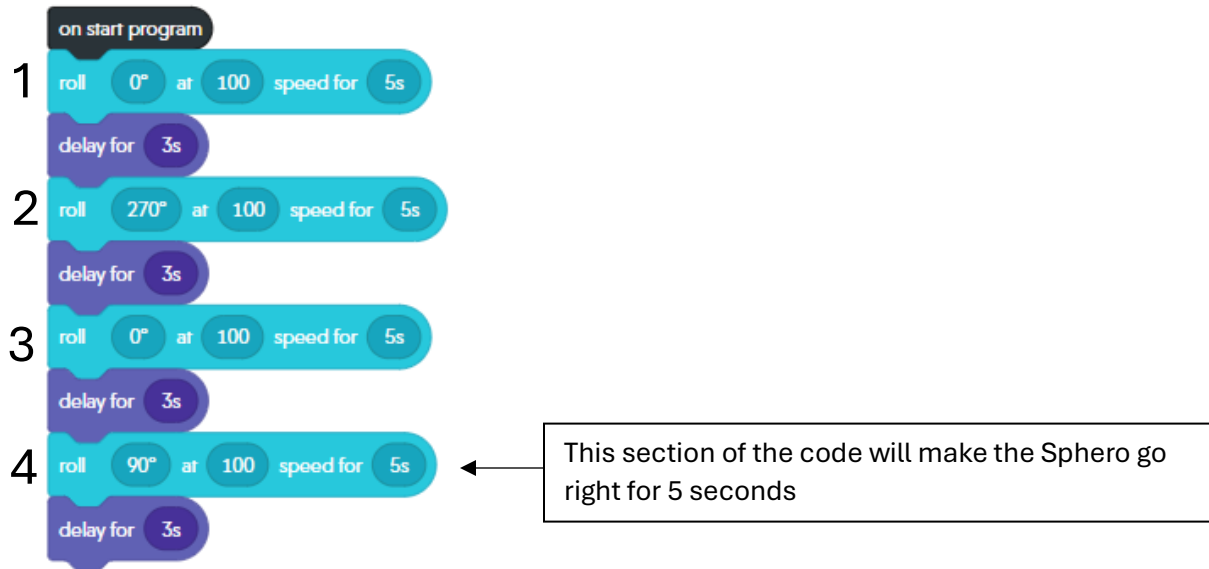 on start program
1 roll 0° at 100 speed for 5s
delay for 3s
2 roll 270° at 100 speed for 5s
delay for 3s
3 roll 0° at 100 speed for 5s
delay for 3s
4 roll 90° at 100 speed for 5s
This section of the code will make the Sphero go
right for 5 seconds
delay for 3s